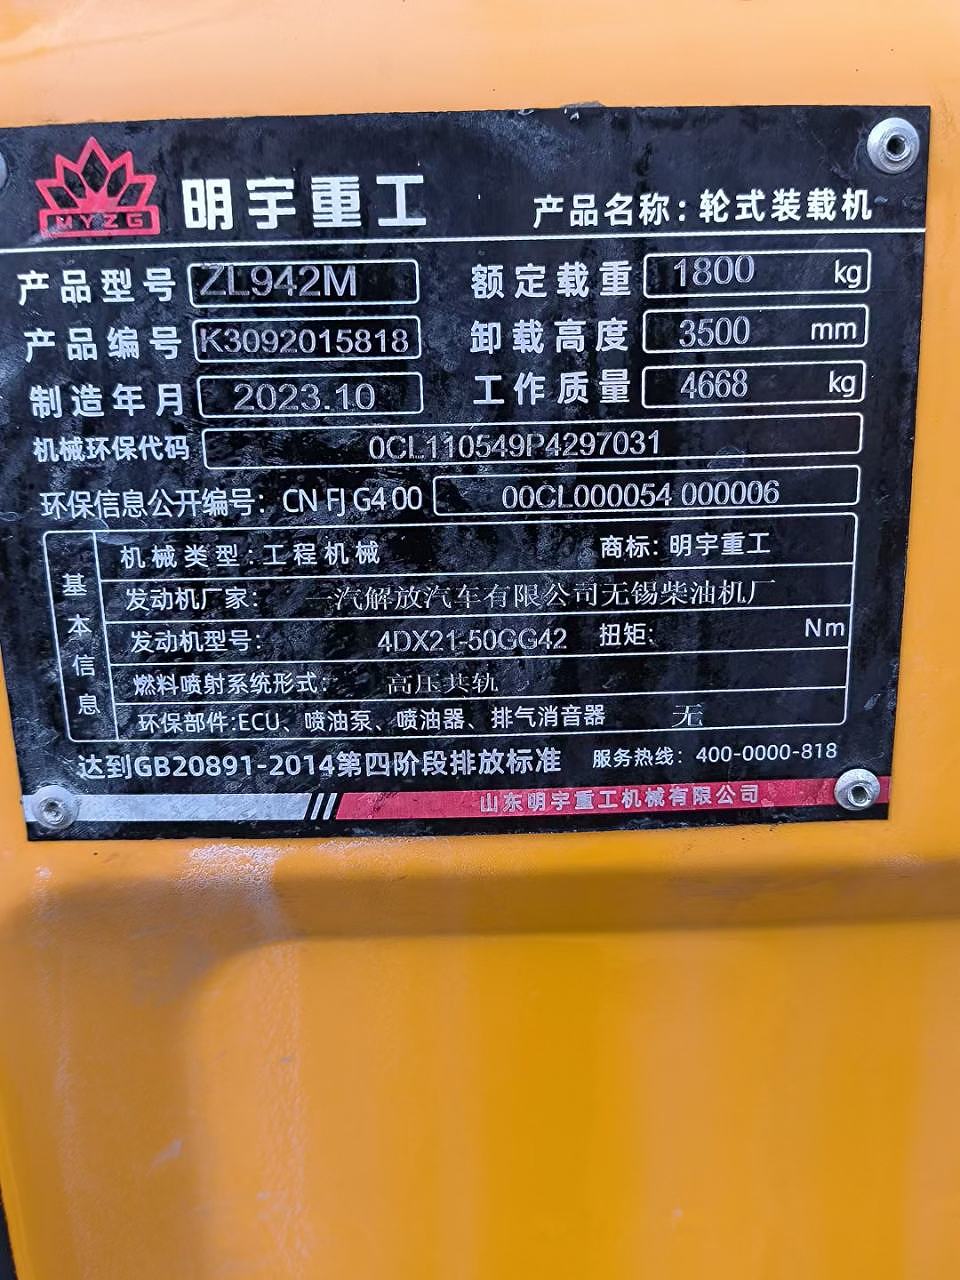 MYZG 明宇重工 产品名称：轮式装载机
产品型号 ZL942M 额定载重 1800 kg
产品编号 K3092015818 卸载高度 3500 mm
制造年月 2023.10 工作质量 4668 kg
机械环保代码 0CL110549P4297031
环保信息公开编号：CN FJ G4 00 00CL000054 000006
基本信息
机械类型：工程机械 商标：明宇重工
发动机厂家： 一汽解放汽车有限公司无锡柴油机厂
发动机型号： 4DX21-50GG42 扭矩： Nm
燃料喷射系统形式： 高压共轨
环保部件:ECU、喷油泵、喷油器、排气消音器 无
达到GB20891-2014第四阶段排放标准 服务热线：400-0000-818
山东明宇重工机械有限公司